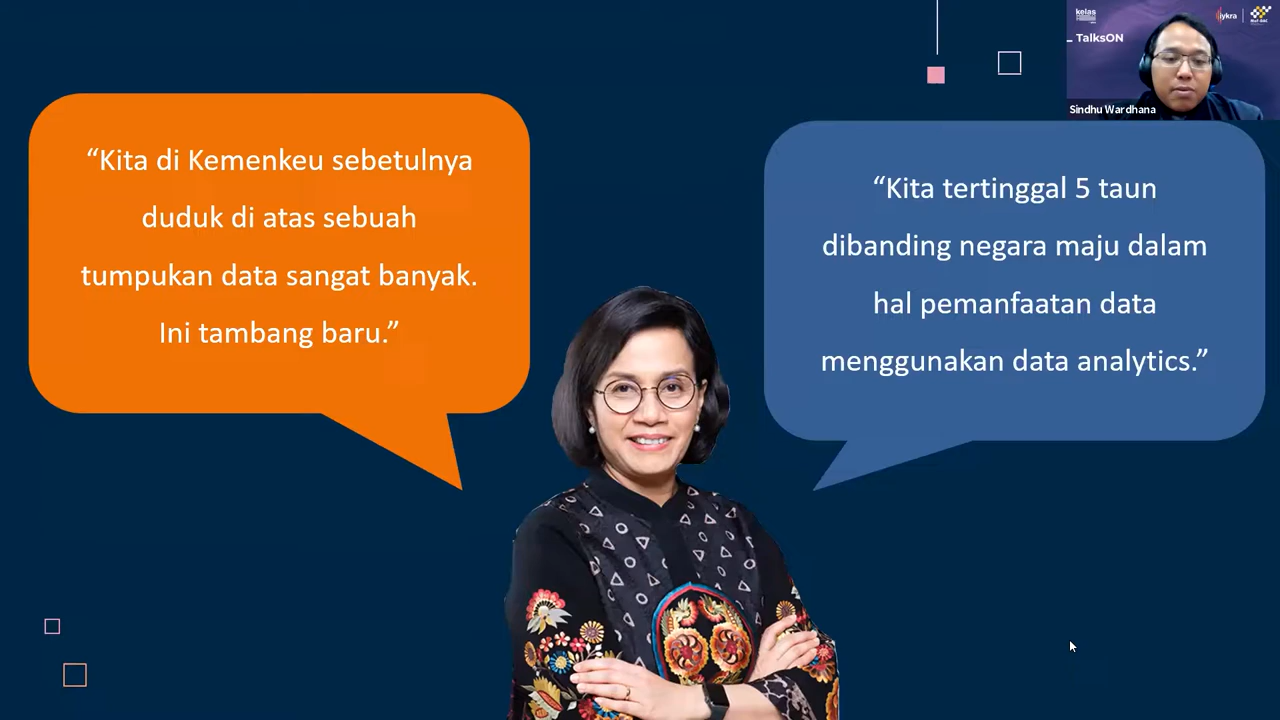 kelas
iykra
TalksON
Sindhu Wardhana
“Kita di Kemenkeu sebetulnya
duduk di atas sebuah
tumpukan data sangat banyak.
Ini tambang baru.”
“Kita tertinggal 5 taun
dibanding negara maju dalam
hal pemanfaatan data
menggunakan data analytics.”